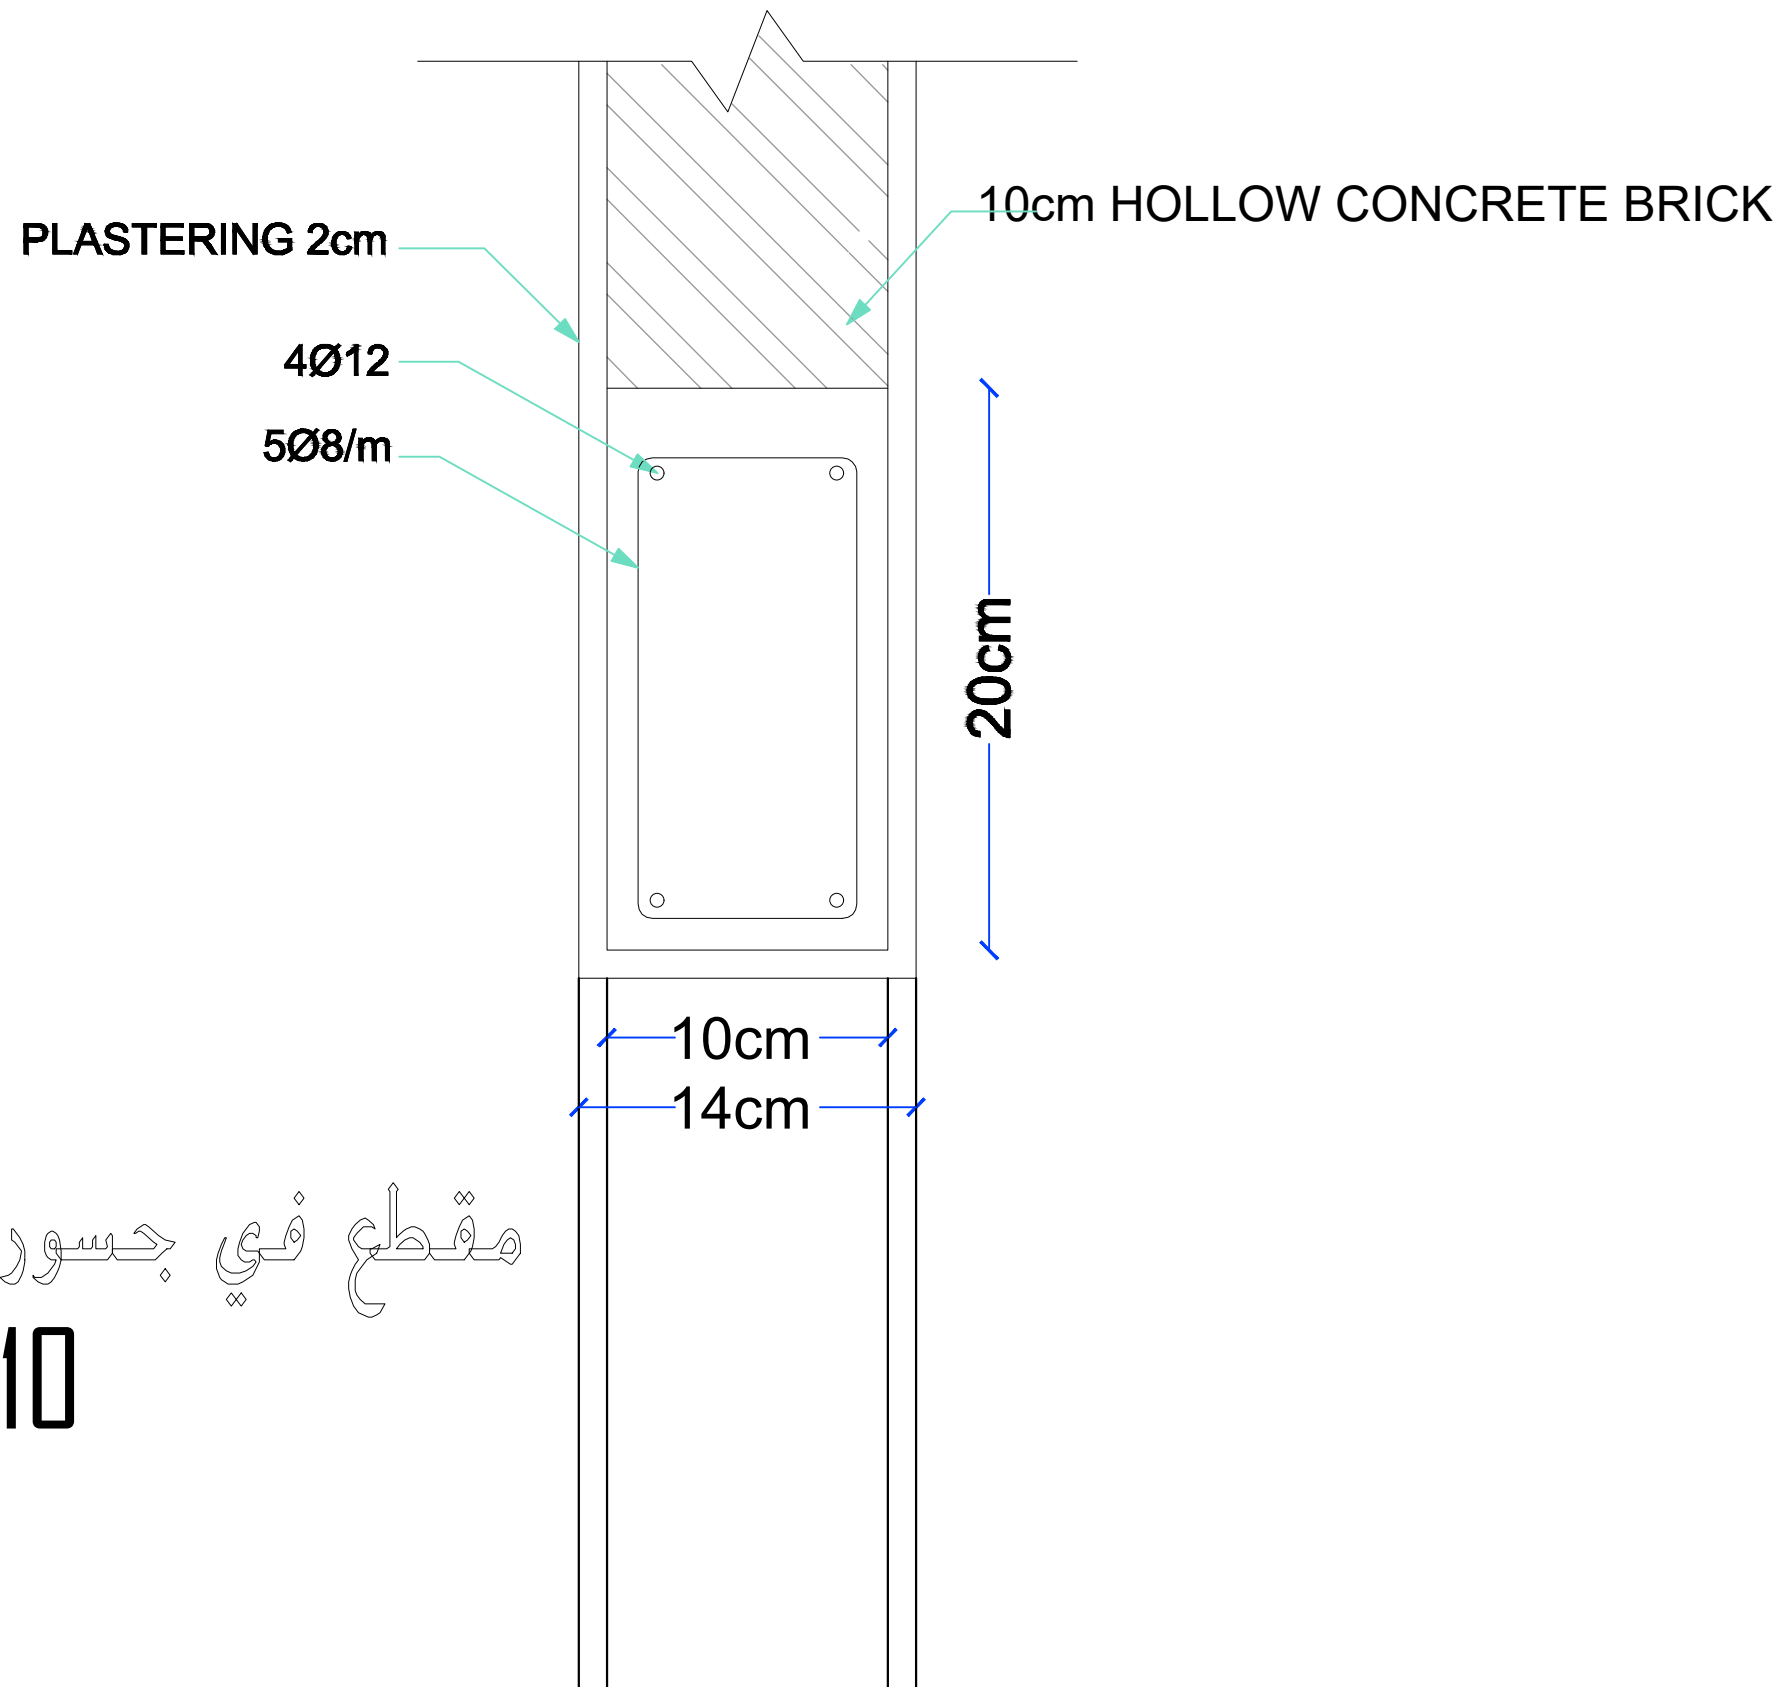 10cm HOLLOW CONCRETE BRICK
PLASTERING 2cm
4Ø12
5Ø8/m
20cm
10cm
14cm
مقطع في جسور
10